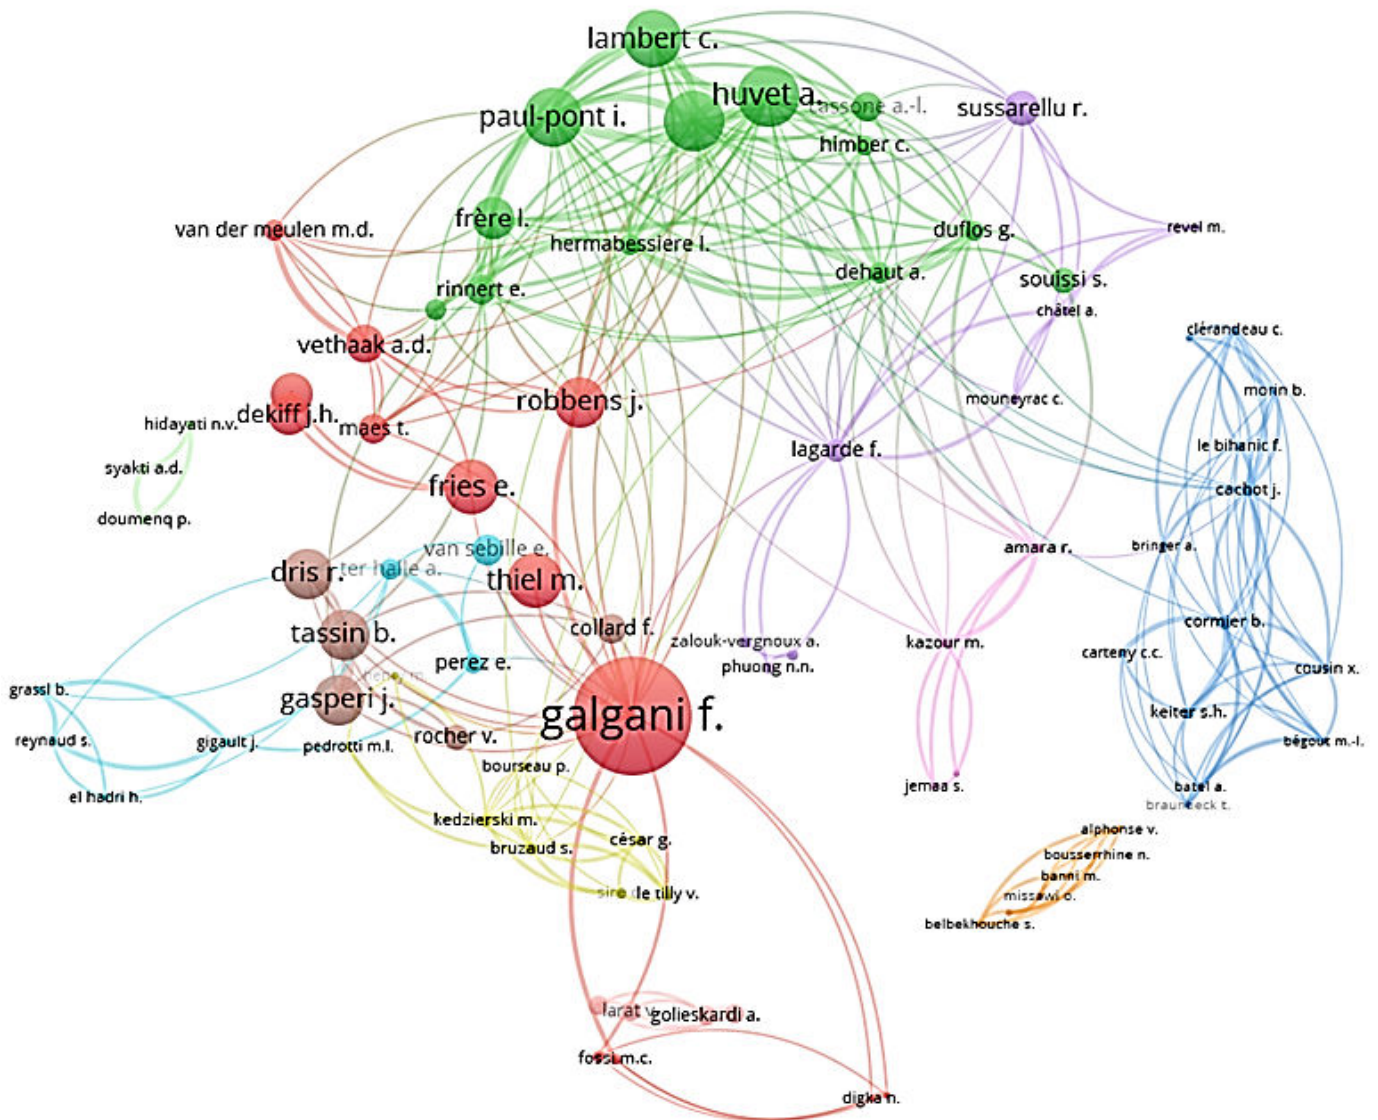 lambert c.
huvet a.
cassone a.-l.
sussarellu r.
paul-pont i.
himber c.
frère l.
van der meulen m.d.
duflos g.
revel m.
hermabessiere l.
dehaut a.
souissi s.
rinnert e.
châtel a.
clérandeau c.
vethaak a.d.
morin b.
mouneyrac c.
robbens j.
dekiff j.h.
hidayati n.v.
maes t.
le bihanic f.
lagarde f.
syakti a.d.
fries e.
cachot j.
doumenq p.
van sebille e.
amara r.
bringer a.
dris r.
ter halle a.
thiel m.
cormier b.
collard f.
tassin b.
zalouk-vergnoux a.
kazour m.
carteny c.c.
perez e.
phuong n.n.
cousin x.
henry m.
grassl b.
gasperi j.
keiter s.h.
galgani f.
rocher v.
reynaud s.
gigault j.
pedrotti m.l.
bégout m.-l.
bourseau p.
jemaa s.
batel a.
el hadri h.
braunbeck t.
kedzierski m.
alphonse v.
césar g.
bruzaud s.
bousserrhine n.
banni m.
le tilly v.
missawi o.
belbekhouche s.
larat v.
golieskardi a.
fossi m.c.
digka n.